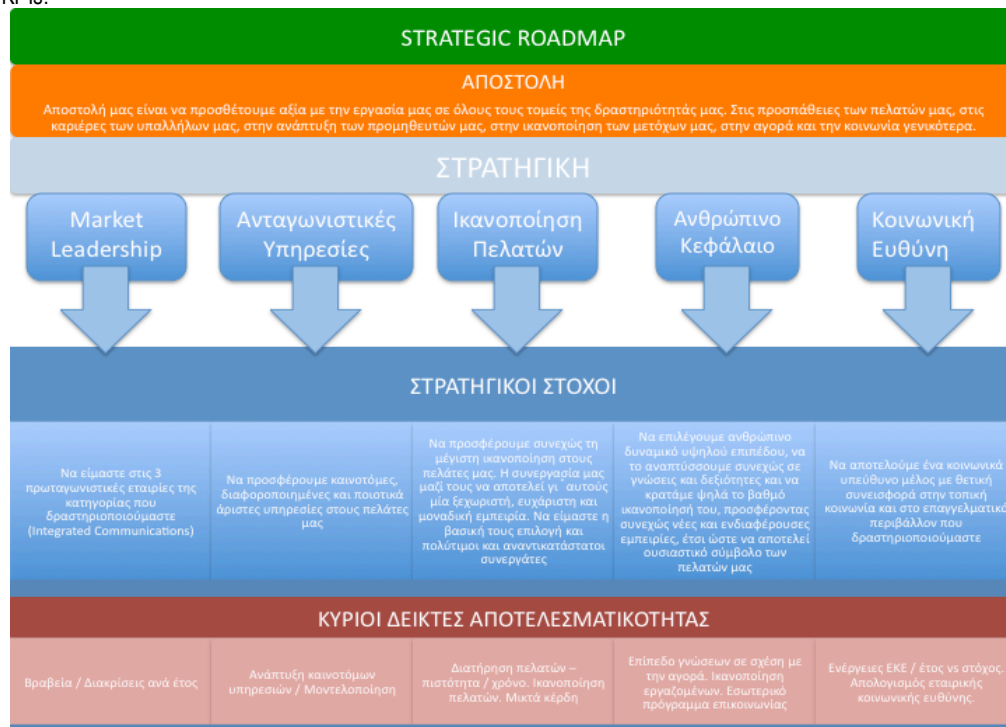 STRATEGIC ROADMAP
ΑΠΟΣΤΟΛΗ
Αποστολή μας είναι να προσθέτουμε αξία με την εργασία μας σε όλους τους τομείς της δραστηριότητάς μας. Στις προσπάθειες των πελατών μας, στις
καριέρες των υπαλλήλων μας, στην ανάπτυξη των προμηθευτών μας, στην ικανοποίηση των μετόχων μας, στην αγορά και την κοινωνία γενικότερα.
ΣΤΡΑΤΗΓΙΚΗ
Market
Leadership
Ανταγωνιστικές
Υπηρεσίες
Ικανοποίηση
Πελατών
Ανθρώπινο
Κεφάλαιο
Κοινωνική
Ευθύνη
ΣΤΡΑΤΗΓΙΚΟΙ ΣΤΟΧΟΙ
Να είμαστε στις 3
πρωταγωνιστικές εταιρίες της
κατηγορίας που
δραστηριοποιούμαστε
(Integrated Communications)
Να προσφέρουμε καινοτόμες,
διαφοροποιημένες και ποιοτικά
άριστες υπηρεσίες στους πελάτες
μας
Να προσφέρουμε συνεχώς τη
μέγιστη ικανοποίηση στους
πελάτες μας. Η συνεργασία μας
μαζί τους να αποτελεί γι΄ αυτούς
μία ξεχωριστή, ευχάριστη και
μοναδική εμπειρία. Να είμαστε η
βασική τους επιλογή και
πολύτιμοι και αναντικατάστατοι
συνεργάτες
Να επιλέγουμε ανθρώπινο
δυναμικό υψηλού επιπέδου, να
το αναπτύσσουμε συνεχώς σε
γνώσεις και δεξιότητες και να
κρατάμε ψηλά το βαθμό
ικανοποίησή του, προσφέροντας
συνεχώς νέες και ενδιαφέρουσες
εμπειρίες, έτσι ώστε να αποτελεί
ουσιαστικό σύμβολο των
πελατών μας
Να αποτελούμε ένα κοινωνικά
υπεύθυνο μέλος με θετική
συνεισφορά στην τοπική
κοινωνία και στο επαγγελματικό
περιβάλλον που
δραστηριοποιούμαστε
ΚΥΡΙΟΙ ΔΕΙΚΤΕΣ ΑΠΟΤΕΛΕΣΜΑΤΙΚΟΤΗΤΑΣ
Βραβεία / Διακρίσεις ανά έτος
Ανάπτυξη καινοτόμων
υπηρεσιών / Μοντελοποίηση
Διατήρηση πελατών –
πιστότητα / χρόνο. Ικανοποίηση
πελατών. Μικτά κέρδη
Επίπεδο γνώσεων σε σχέση με
την αγορά. Ικανοποίηση
εργαζομένων. Εσωτερικό
πρόγραμμα επικοινωνίας
Ενέργειες ΕΚΕ / έτος vs στόχος.
Απολογισμός εταιρικής
κοινωνικής ευθύνης.